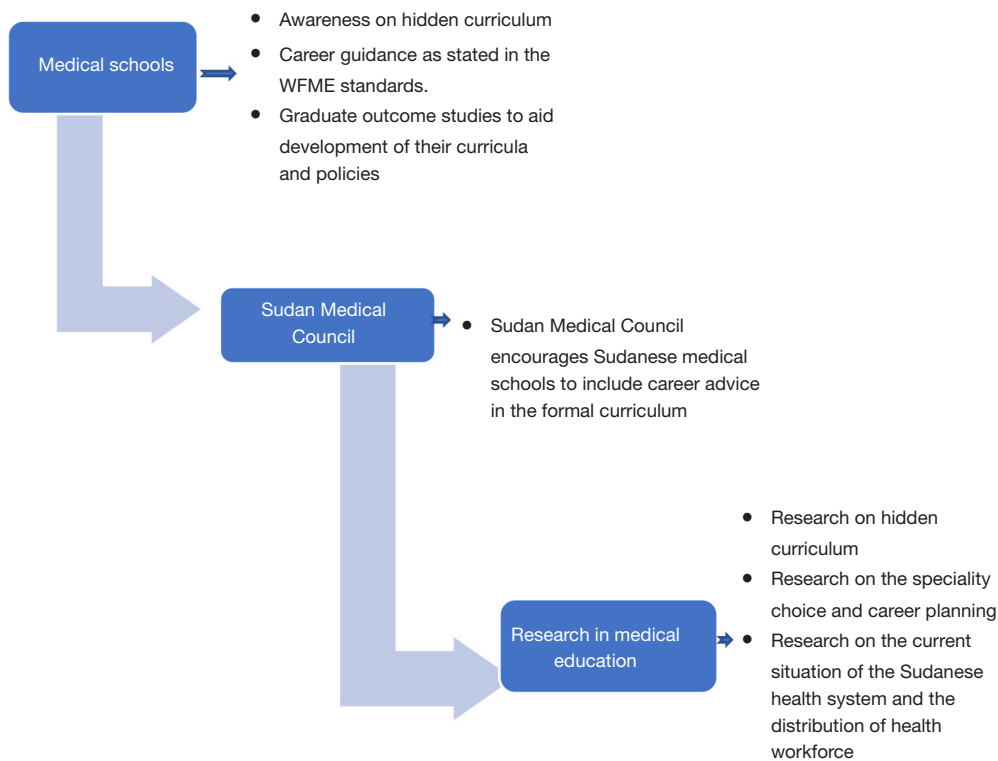 Medical schools
• Awareness on hidden curriculum
• Career guidance as stated in the
WFME standards.
• Graduate outcome studies to aid
development of their curricula
and policies
Sudan Medical
Council
• Sudan Medical Council
encourages Sudanese medical
schools to include career advice
in the formal curriculum
Research in medical
education
• Research on hidden
curriculum
• Research on the speciality
choice and career planning
• Research on the current
situation of the Sudanese
health system and the
distribution of health
workforce